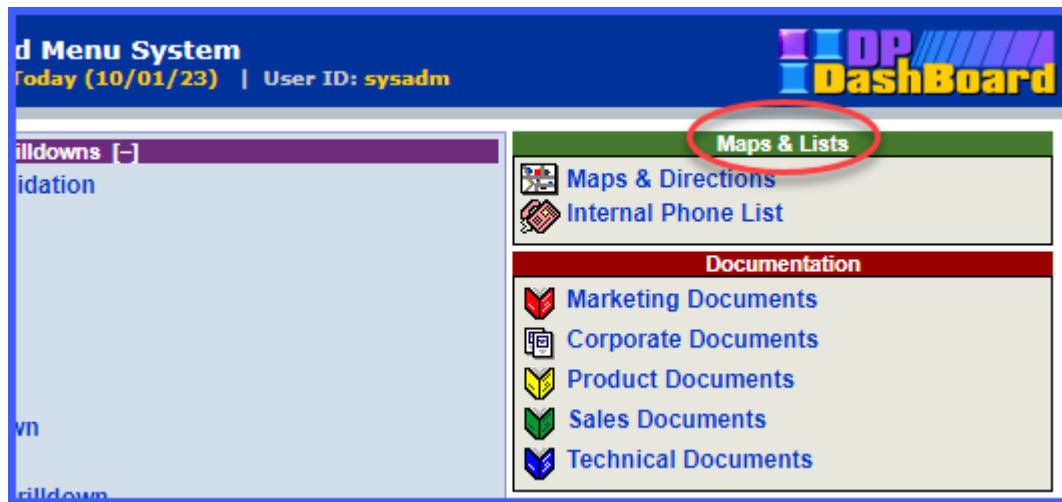 d Menu System
Today (10/01/23) | User ID: sysadm
DP
DashBoard
illdowns [–]
idation
wn
rilldown
Maps & Lists
Maps & Directions
Internal Phone List
Documentation
Marketing Documents
Corporate Documents
Product Documents
Sales Documents
Technical Documents